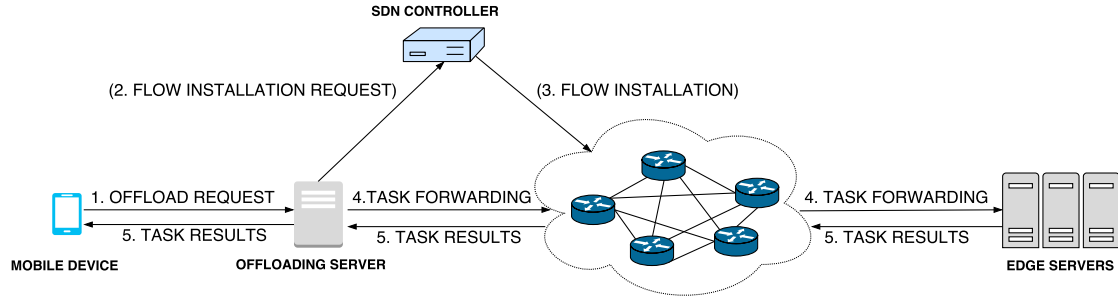 SDN CONTROLLER
(2. FLOW INSTALLATION REQUEST)
(3. FLOW INSTALLATION)
1. OFFLOAD REQUEST
4.TASK FORWARDING
4. TASK FORWARDING
5. TASK RESULTS
5. TASK RESULTS
5. TASK RESULTS
MOBILE DEVICE
OFFLOADING SERVER
EDGE SERVERS